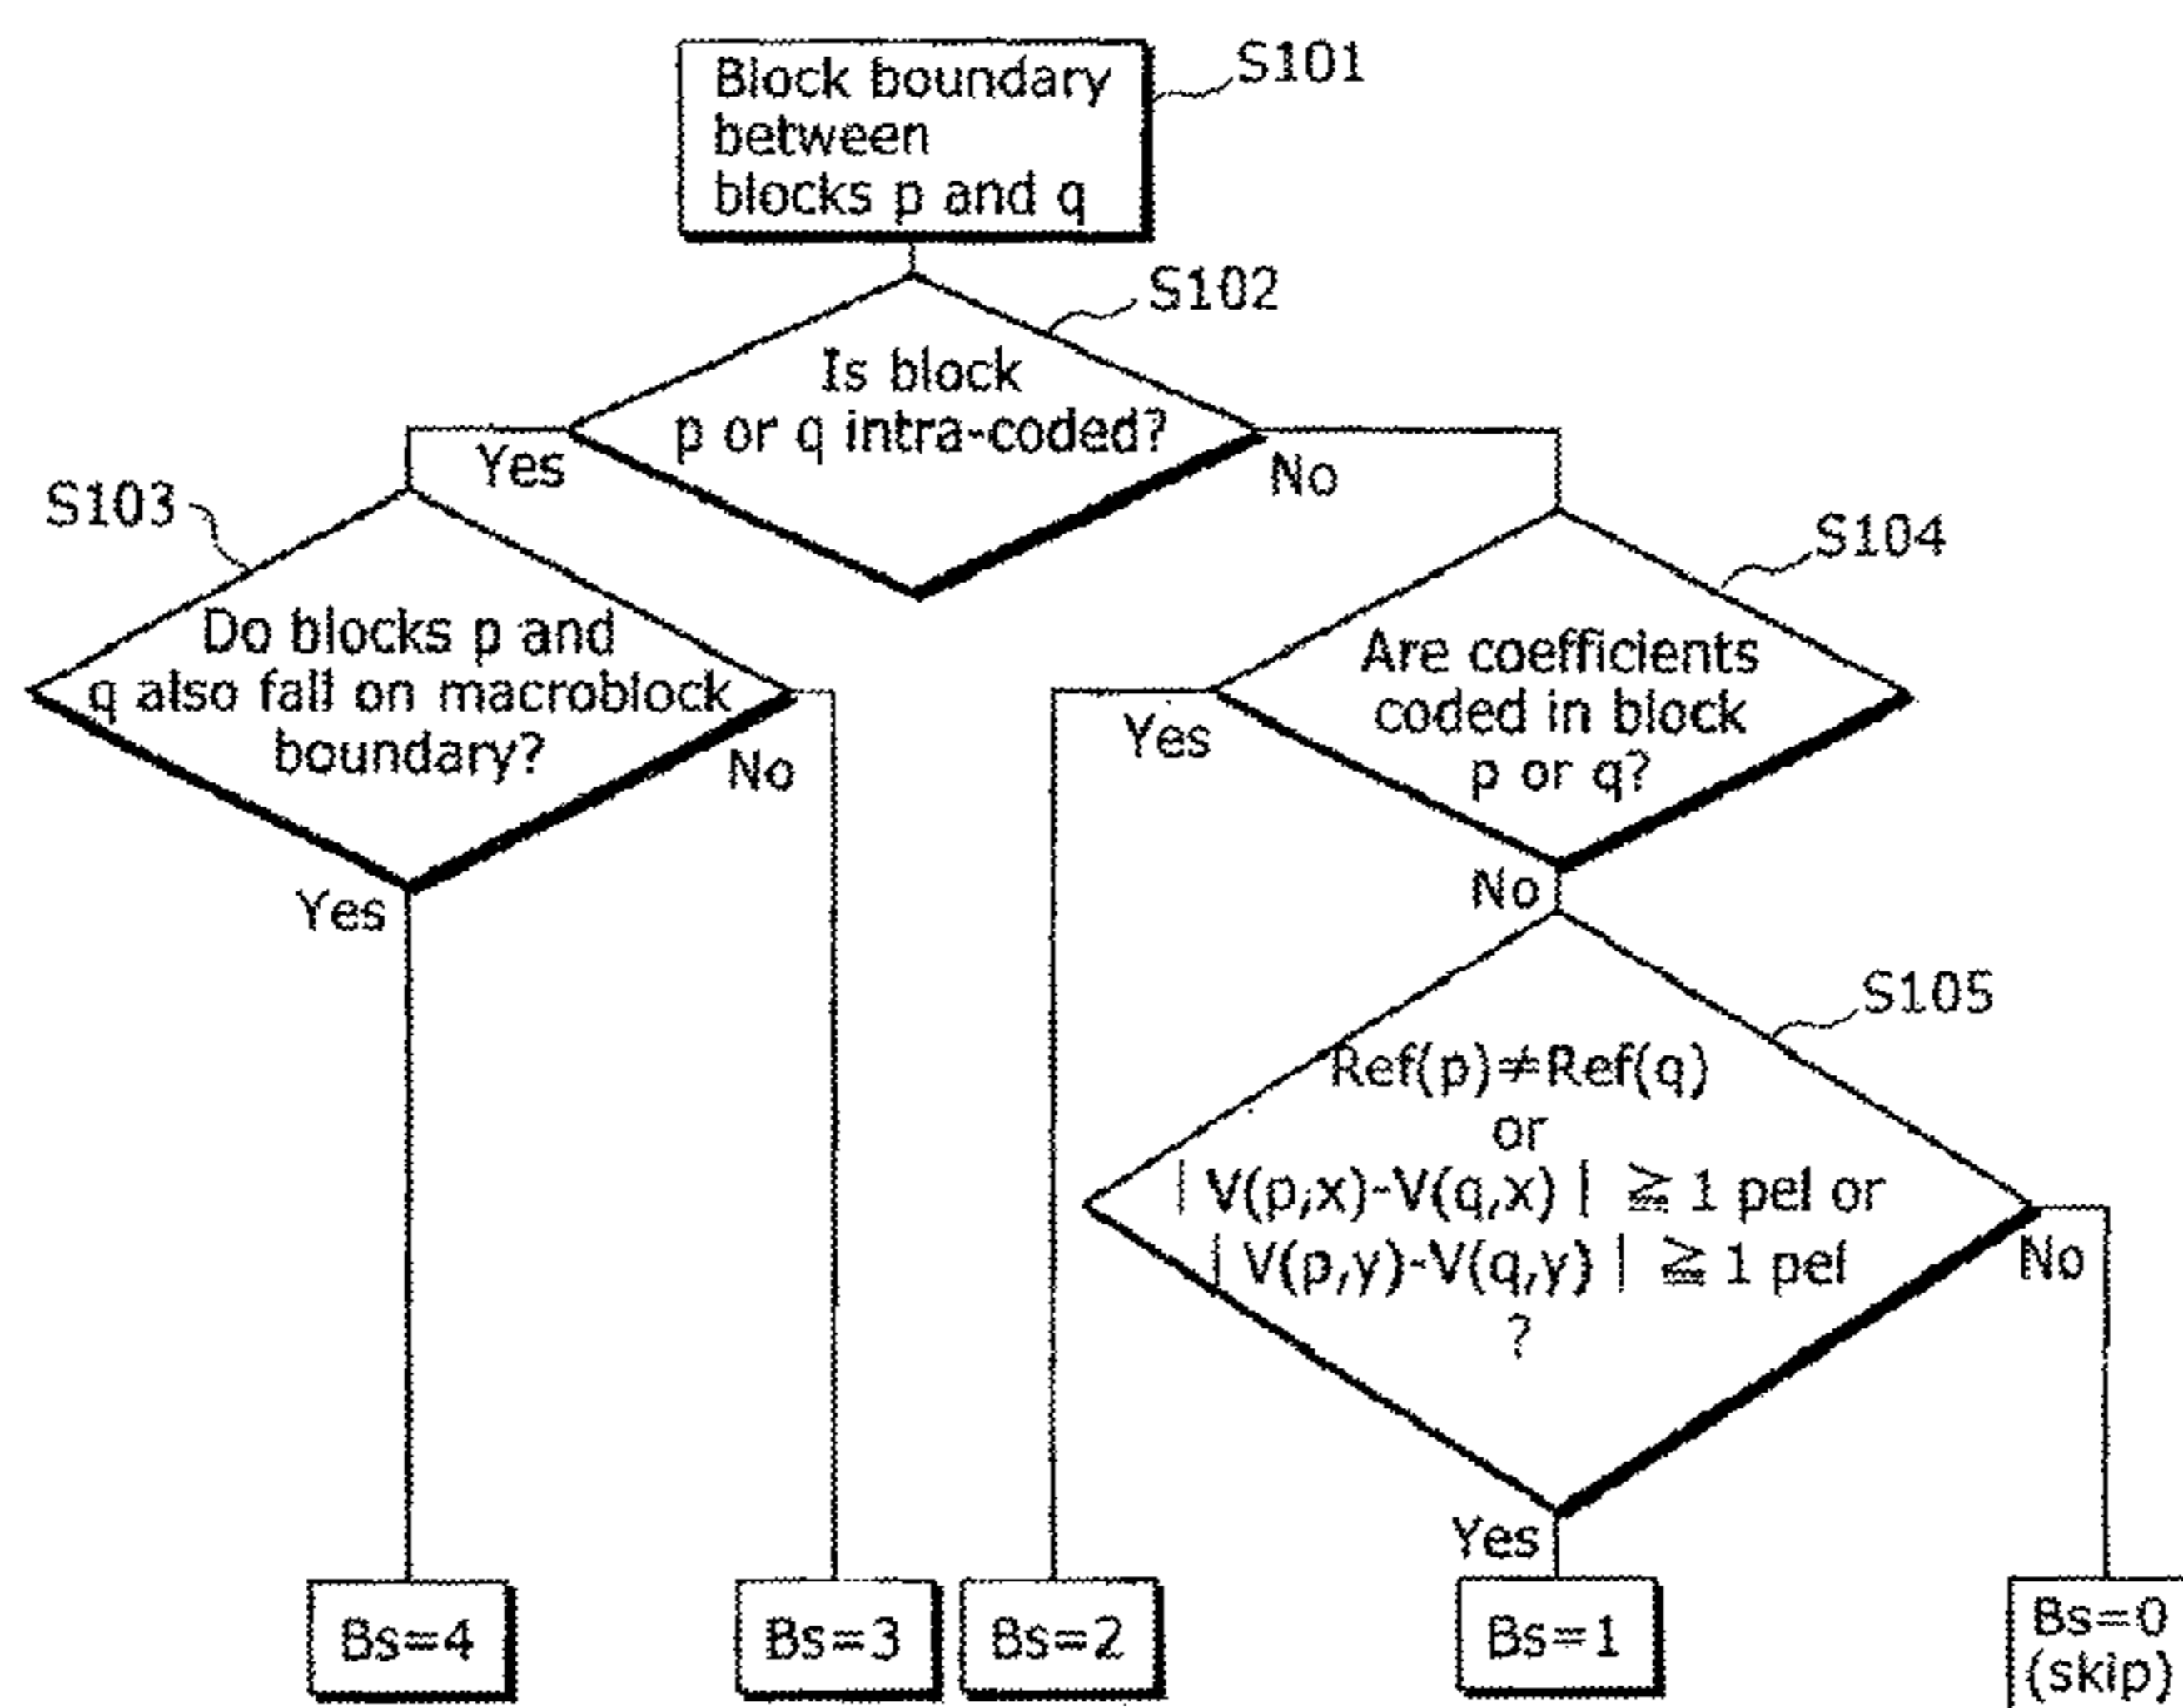 Block boundary
between
blocks p and q
S101
S102
Is block
p or q intra-coded?
Yes
No
S103
Do blocks p and
q also fall on macroblock
boundary?
No
Yes
S104
Are coefficients
coded in block
p or q?
Yes
No
S105
Ref(p)≠Ref(q)
or
| V(p,x)-V(q,x) | ≧ 1 pel or
| V(p,y)-V(q,y) | ≧ 1 pel
?
No
Yes
Bs=4
Bs=3
Bs=2
Bs=1
Bs=0
(skip)